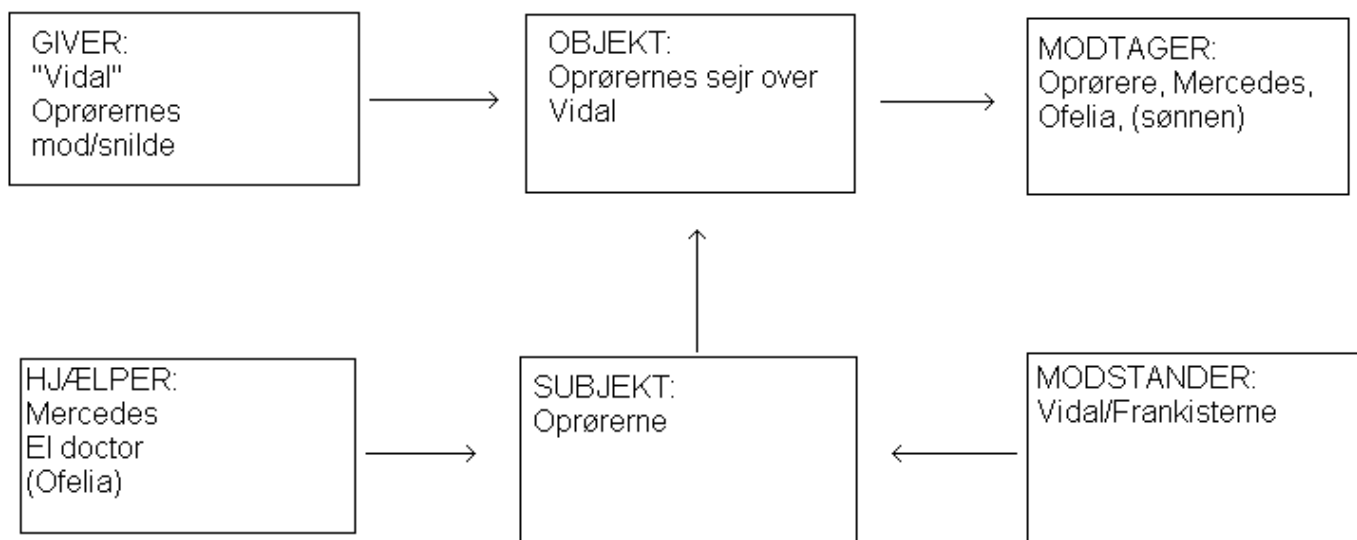 GIVER:
"Vidal"
Oprørernes
mod/snilde
OBJEKT:
Oprørernes sejr over
Vidal
MODTAGER:
Oprørere, Mercedes,
Ofelia, (sønnen)
HJÆLPER:
Mercedes
El doctor
(Ofelia)
SUBJEKT:
Oprørerne
MODSTANDER:
Vidal/Frankisterne